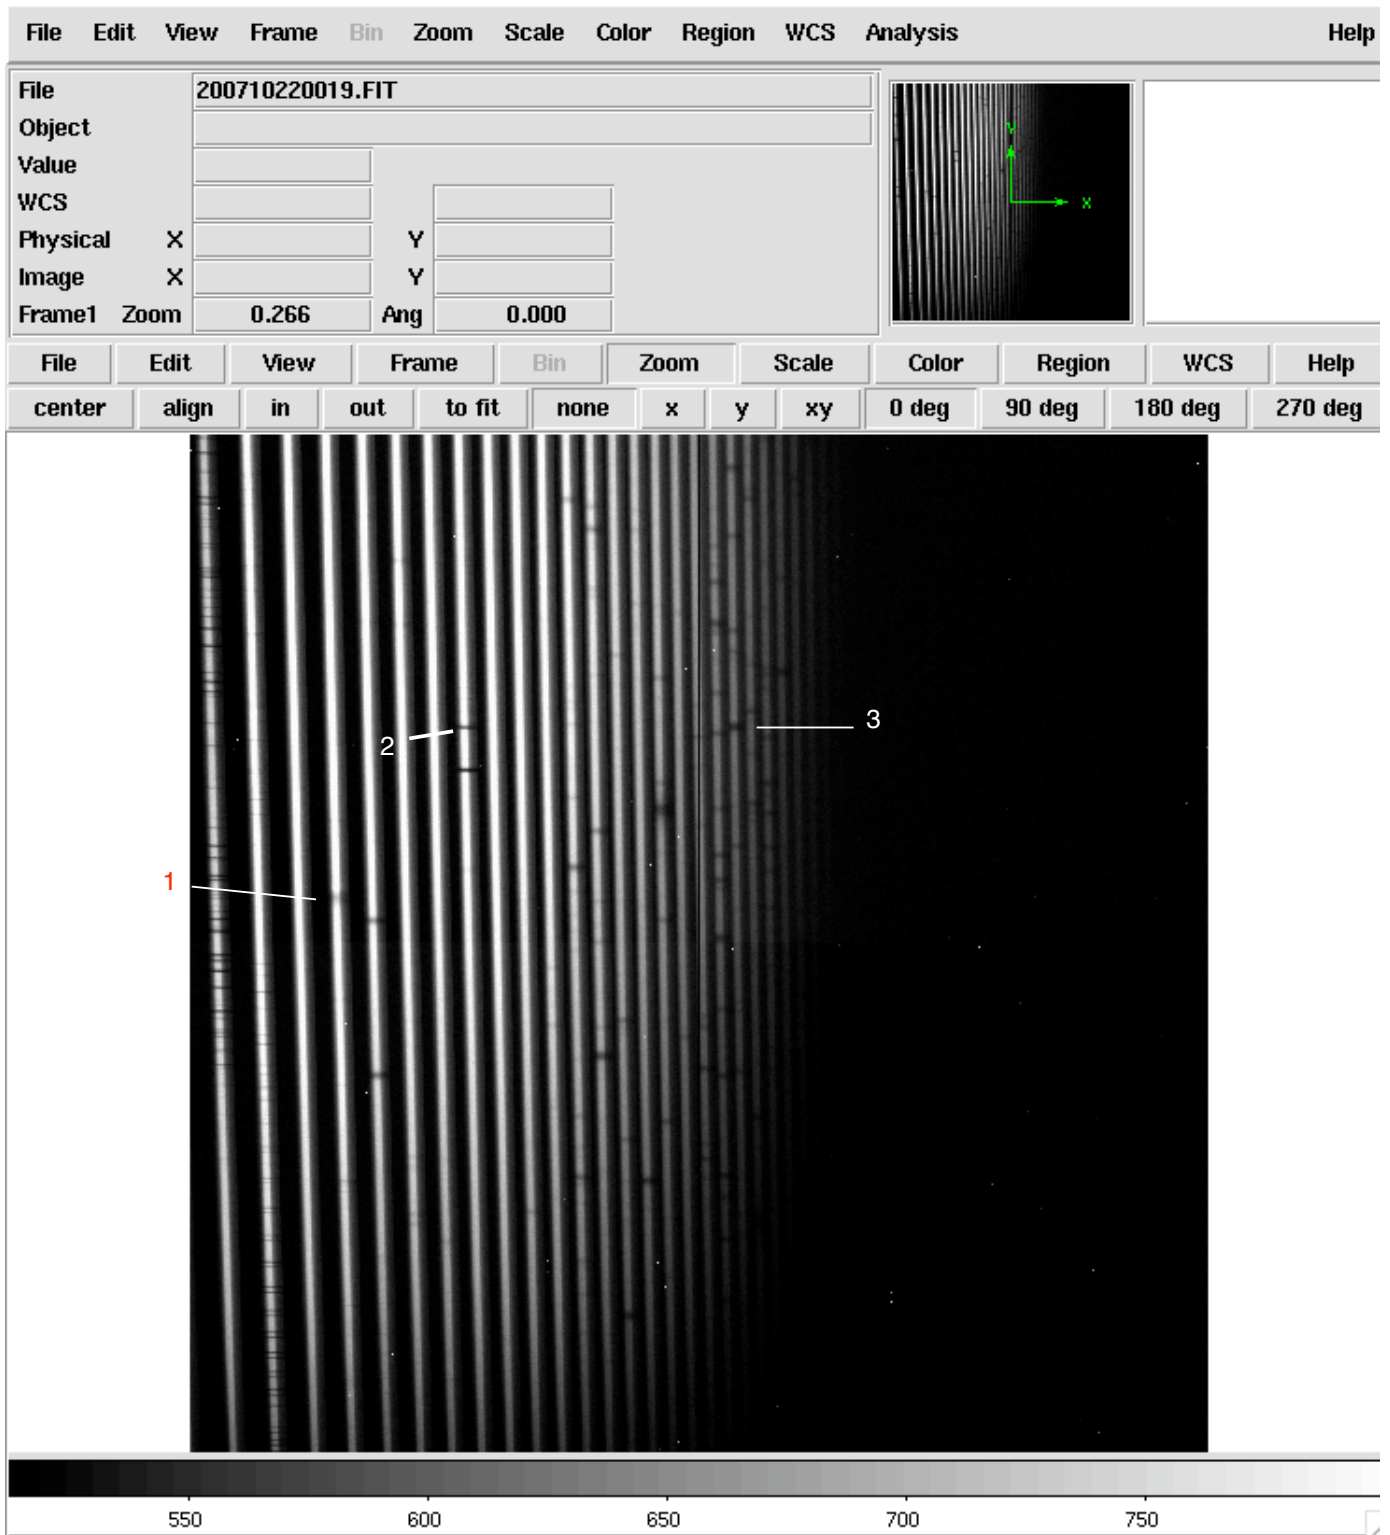 File Edit View Frame Bin Zoom Scale Color Region WCS Analysis Help
File 200710220019.FIT
Object
Value
WCS
Physical X Y
Image X Y
Frame1 Zoom 0.266 Ang 0.000
Y
X
File Edit View Frame Bin Zoom Scale Color Region WCS Help
center align in out to fit none x y xy 0 deg 90 deg 180 deg 270 deg
3
2
1
550 600 650 700 750